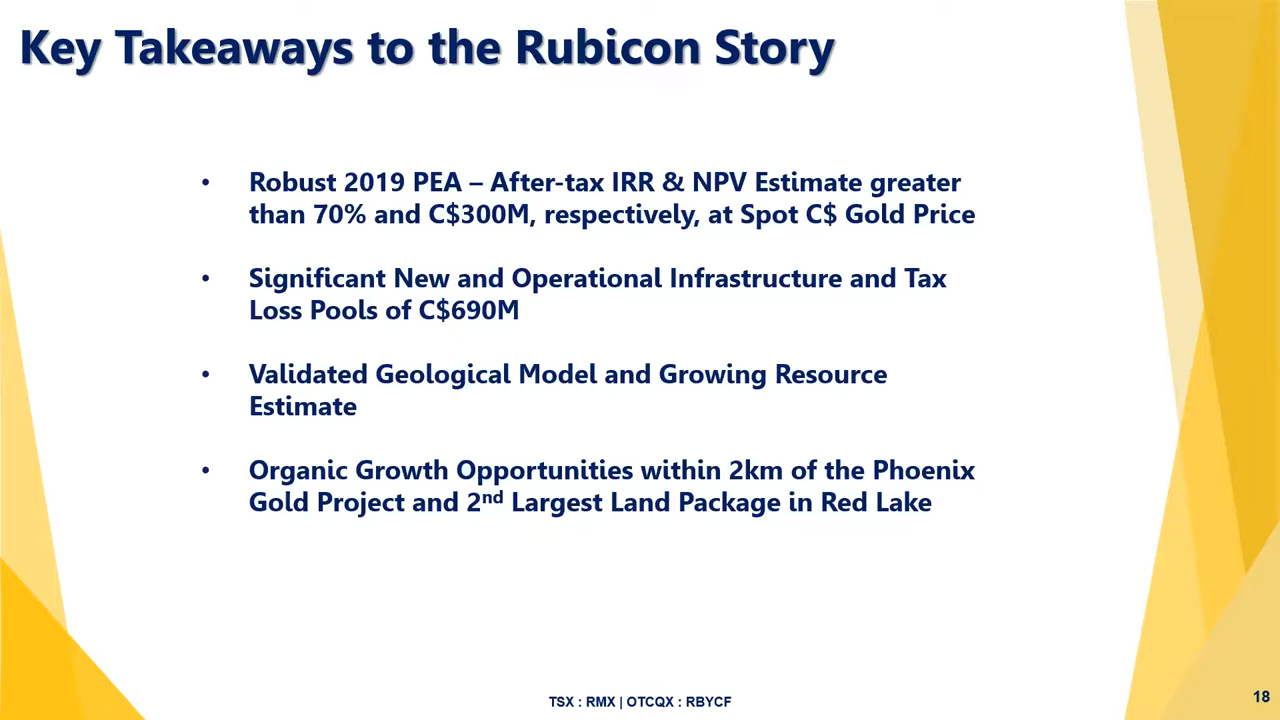 Key Takeaways to the Rubicon Story
• Robust 2019 PEA – After-tax IRR & NPV Estimate greater
than 70% and C$300M, respectively, at Spot C$ Gold Price
• Significant New and Operational Infrastructure and Tax
Loss Pools of C$690M
• Validated Geological Model and Growing Resource
Estimate
• Organic Growth Opportunities within 2km of the Phoenix
Gold Project and 2nd Largest Land Package in Red Lake
TSX : RMX | OTCQX : RBYCF
18